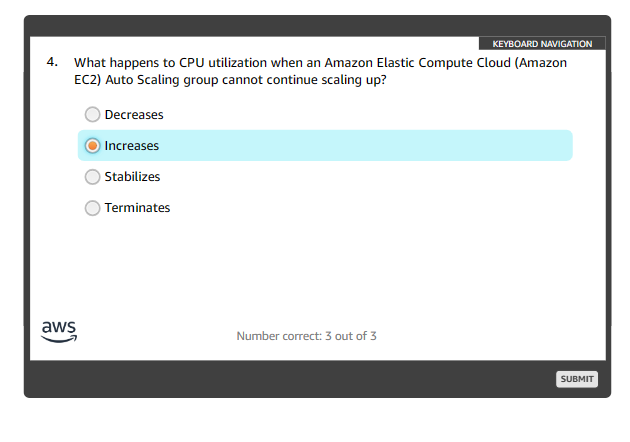 KEYBOARD NAVIGATION
4. What happens to CPU utilization when an Amazon Elastic Compute Cloud (Amazon
EC2) Auto Scaling group cannot continue scaling up?
Decreases
Increases
Stabilizes
Terminates
aws
Number correct: 3 out of 3
SUBMIT